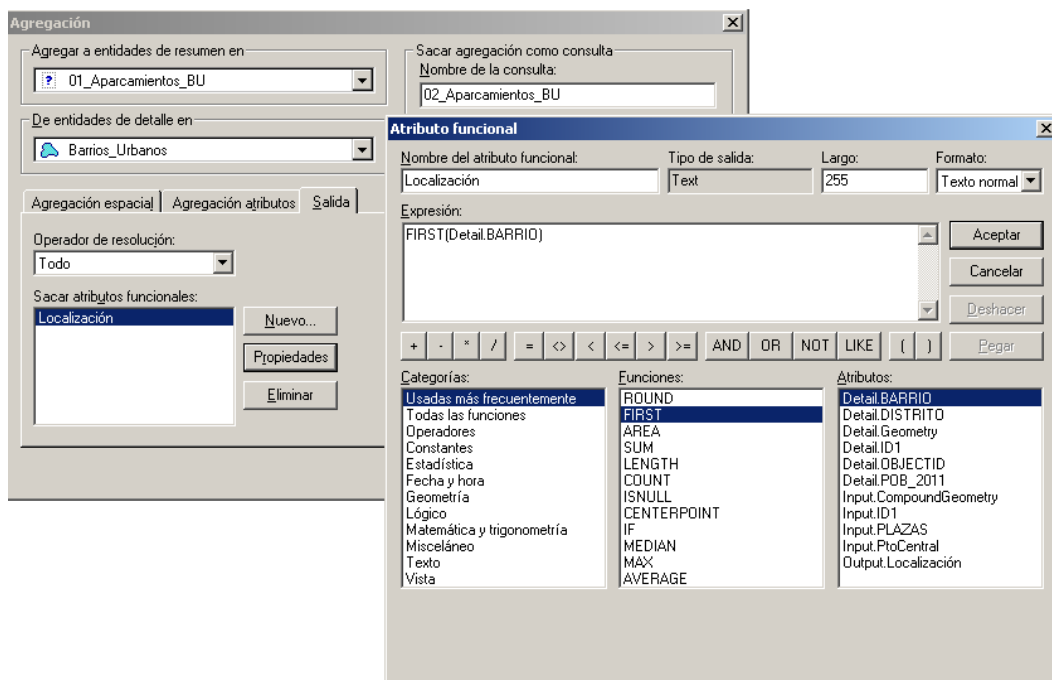 Agregación
Agregar a entidades de resumen en
01_Aparcamientos_BU
De entidades de detalle en
Barrios_Urbanos
Sacar agregación como consulta
Nombre de la consulta:
02_Aparcamientos_BU
Agregación espacial
Agregación atributos
Salida
Operador de resolución:
Todo
Sacar atributos funcionales:
Localización
Nuevo...
Propiedades
Eliminar
Atributo funcional
Nombre del atributo funcional:
Tipo de salida:
Largo:
Formato:
Localización
Text
255
Texto normal
Expresión:
FIRST(Detail.BARRIO)
Aceptar
Cancelar
Deshacer
Pegar
+ - * / = <> < <= > >= AND OR NOT LIKE ( )
Categorías:
Usadas más frecuentemente
Todas las funciones
Operadores
Constantes
Estadística
Fecha y hora
Geometría
Lógico
Matemática y trigonometría
Misceláneo
Texto
Vista
Funciones:
ROUND
FIRST
AREA
SUM
LENGTH
COUNT
ISNULL
CENTERPOINT
IF
MEDIAN
MAX
AVERAGE
Atributos:
Detail.BARRIO
Detail.DISTRITO
Detail.Geometry
Detail.ID1
Detail.OBJECTID
Detail.POB_2011
Input.CompoundGeometry
Input.ID1
Input.PLAZAS
Input.PtoCentral
Output.Localización